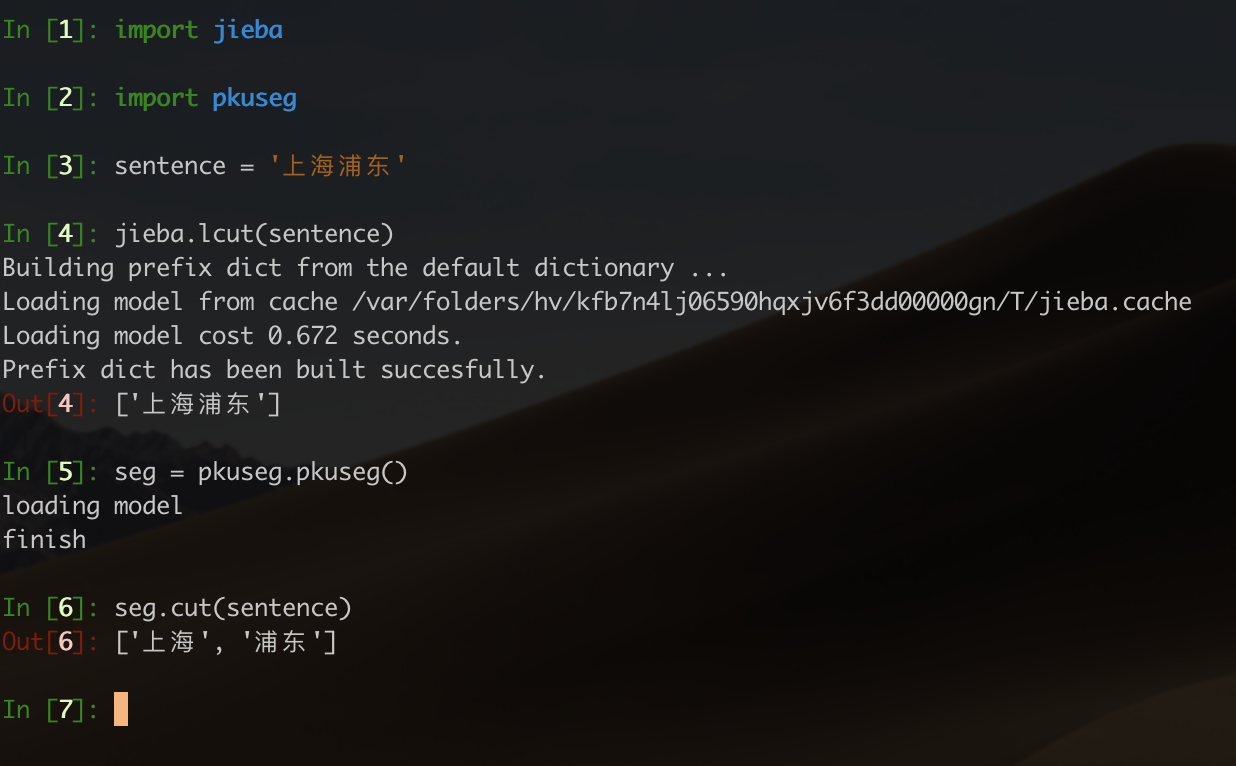 In [1]: import jieba
In [2]: import pkuseg
In [3]: sentence = '上海浦东'
In [4]: jieba.lcut(sentence)
Building prefix dict from the default dictionary ...
Loading model from cache /var/folders/hv/kfb7n4lj06590hqxjv6f3dd00000gn/T/jieba.cache
Loading model cost 0.672 seconds.
Prefix dict has been built succesfully.
Out[4]: ['上海浦东']
In [5]: seg = pkuseg.pkuseg()
loading model
finish
In [6]: seg.cut(sentence)
Out[6]: ['上海', '浦东']
In [7]: